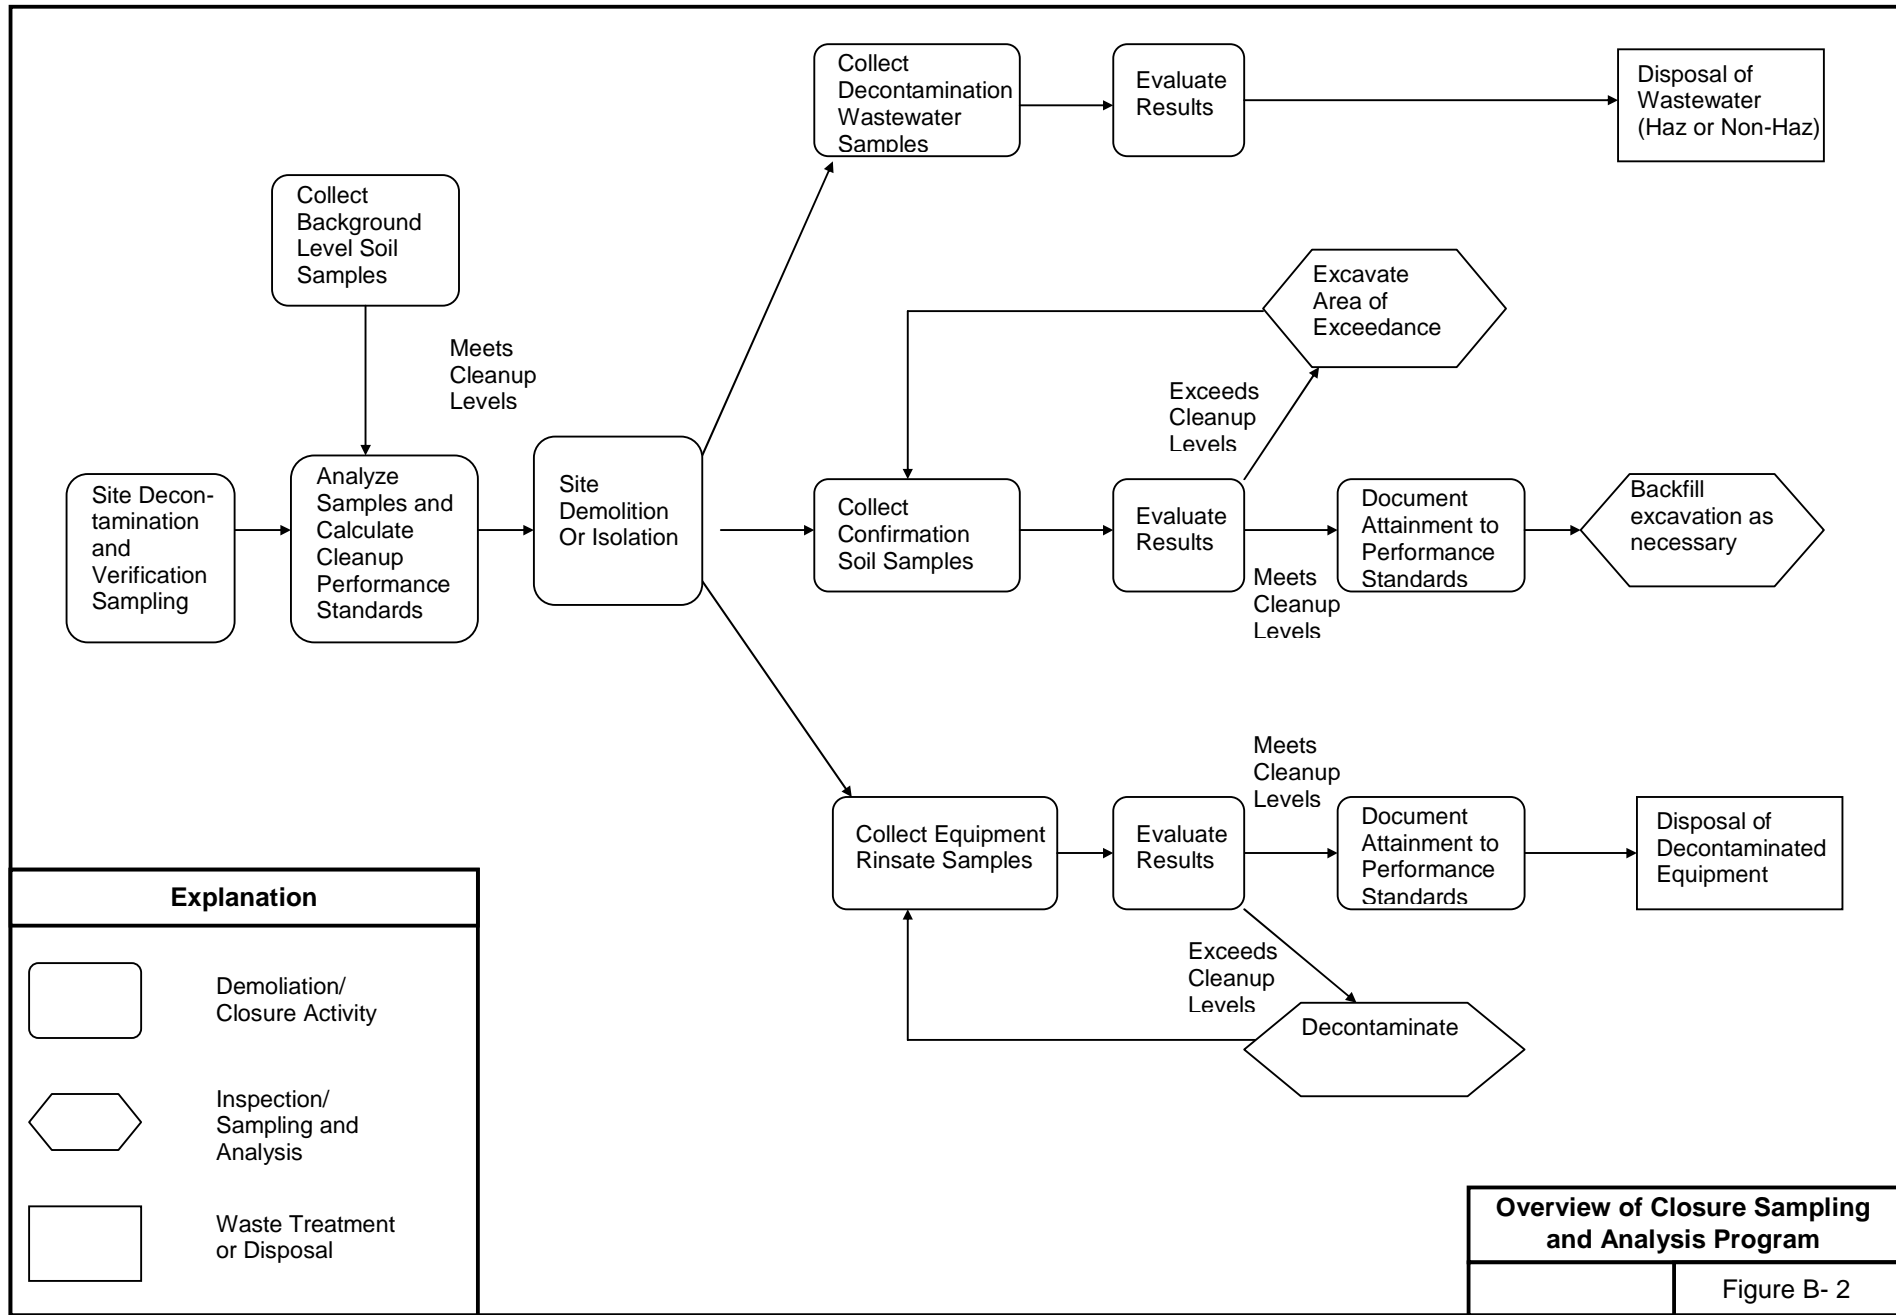 Collect
Decontamination
Wastewater
Samples
Evaluate
Results
Disposal of
Wastewater
(Haz or Non-Haz)
Collect
Background
Level Soil
Samples
Meets
Cleanup
Levels
Excavate
Area of
Exceedance
Exceeds
Cleanup
Levels
Site Decon-
tamination
and
Verification
Sampling
Analyze
Samples and
Calculate
Cleanup
Performance
Standards
Site
Demolition
Or Isolation
Collect
Confirmation
Soil Samples
Evaluate
Results
Meets
Cleanup
Levels
Document
Attainment to
Performance
Standards
Backfill
excavation as
necessary
Collect Equipment
Rinsate Samples
Evaluate
Results
Meets
Cleanup
Levels
Document
Attainment to
Performance
Standards
Disposal of
Decontaminated
Equipment
Exceeds
Cleanup
Levels
Decontaminate
Explanation
Demoliation/
Closure Activity
Inspection/
Sampling and
Analysis
Waste Treatment
or Disposal
Overview of Closure Sampling
and Analysis Program
Figure B- 2